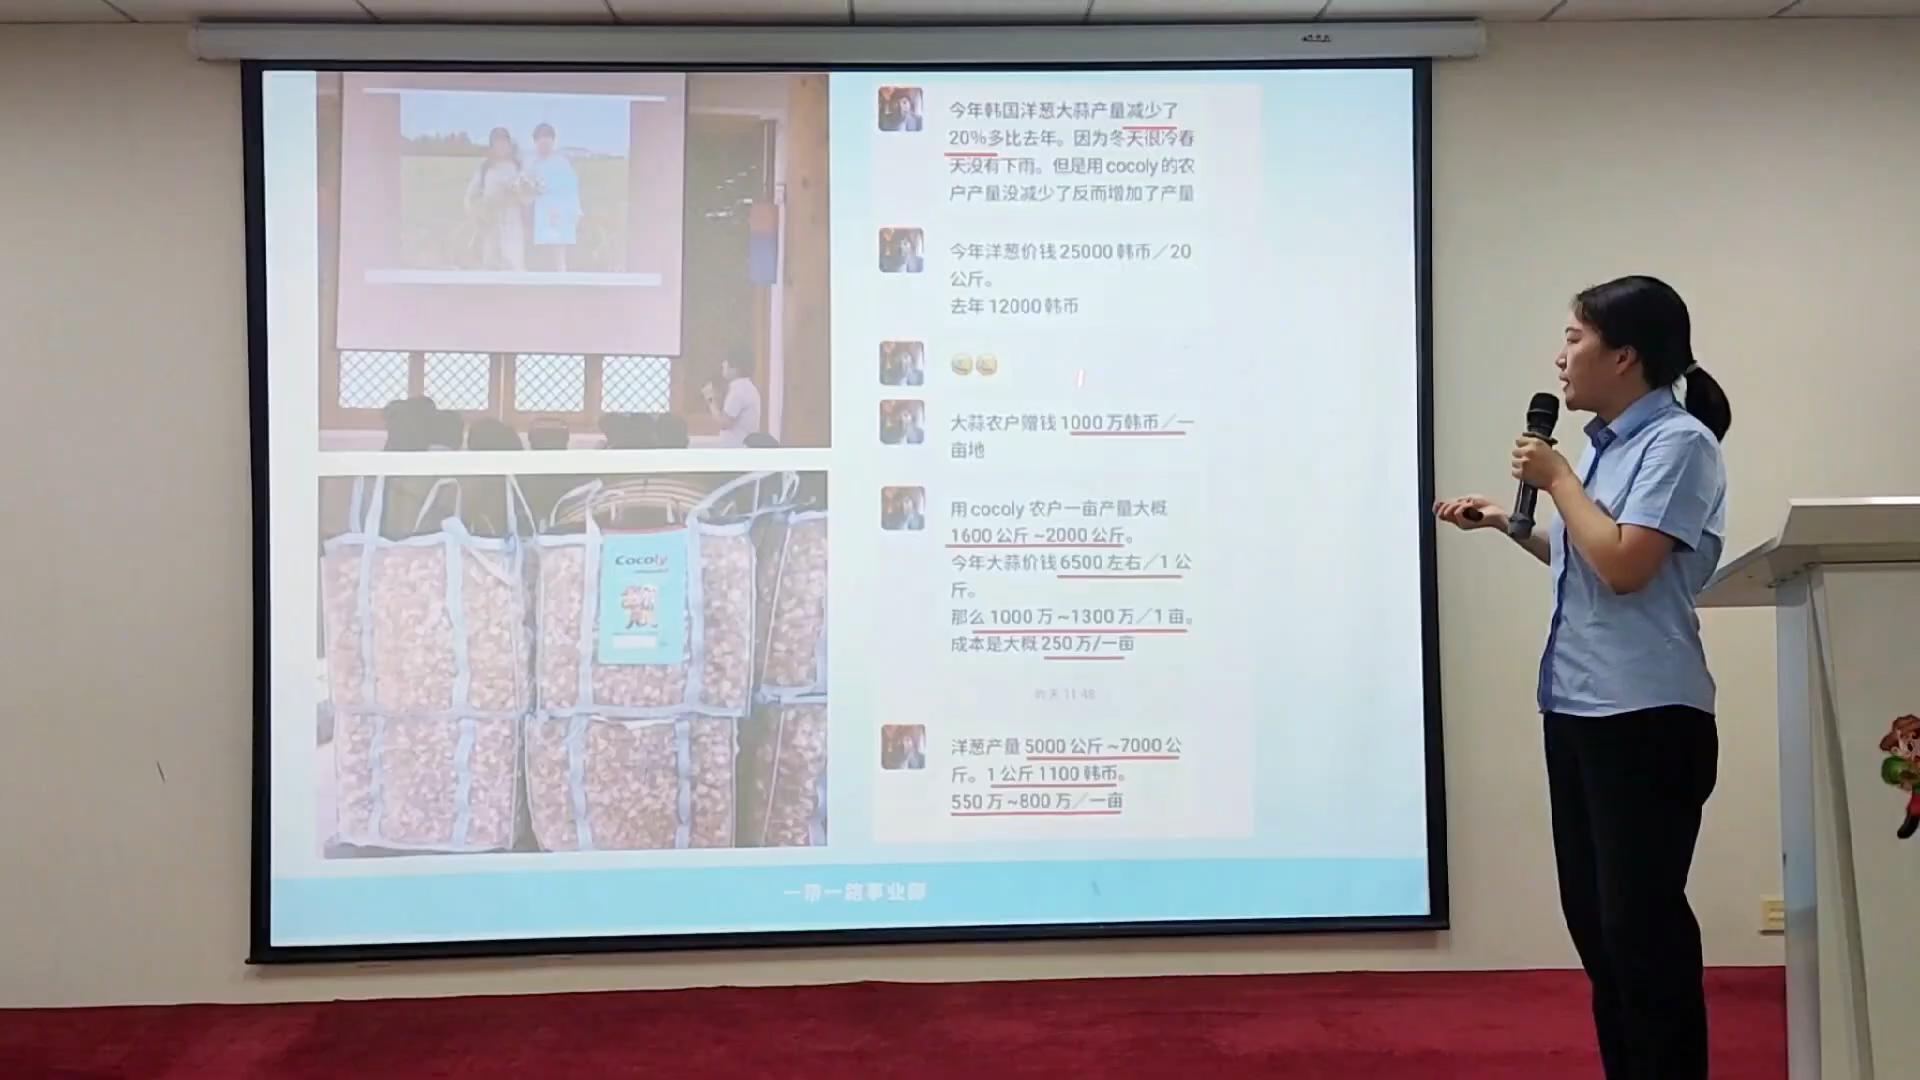 今年韩国洋葱大蒜产量减少了
20%多比去年。因为冬天很冷春
天没有下雨。但是用cocoly的农
户产量没减少了反而增加了产量
今年洋葱价钱25000韩币／20
公斤。
去年12000韩币
大蒜农户赠钱1000万韩币／一
亩地
用cocoly农户一亩产量大概
1600公斤~2000公斤。
今年大蒜价钱6500左右／1公
斤。
那么1000万~1300万／1亩。
成本是大概250万/一亩
昨天 11:48
洋葱产量5000公斤~7000公
斤。1公斤1100韩币。
550万~800万／一亩
Cocoly
一带一路事业部